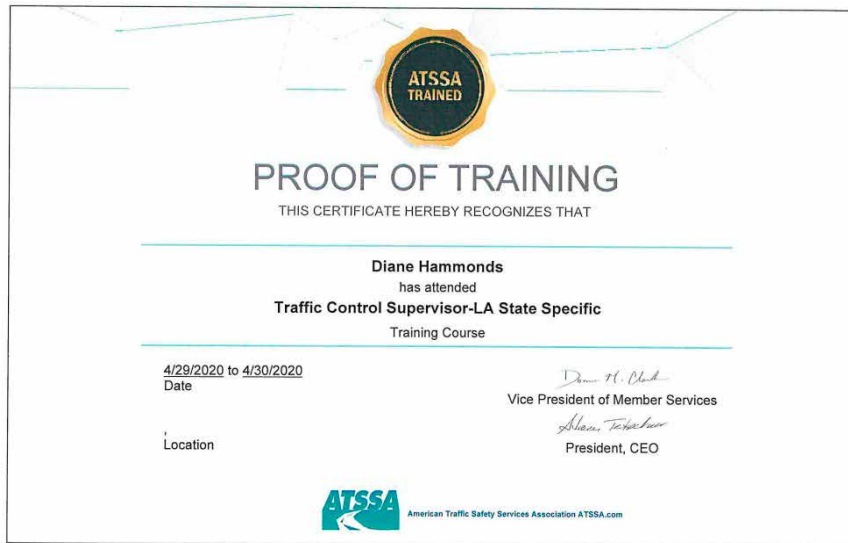 ATSSA
TRAINED
PROOF OF TRAINING
THIS CERTIFICATE HEREBY RECOGNIZES THAT
Diane Hammonds
has attended
Traffic Control Supervisor-LA State Specific
Training Course
4/29/2020 to 4/30/2020
Date
Vice President of Member Services
,
Location
President, CEO
ATSSA
American Traffic Safety Services Association ATSSA.com